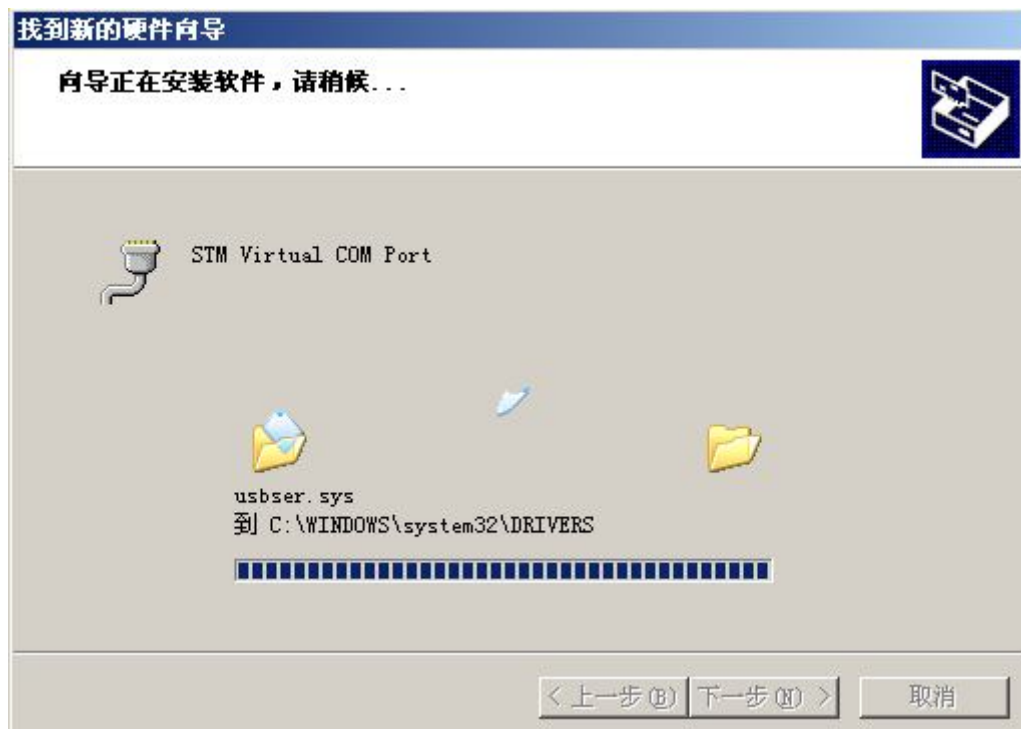 找到新的硬件向导
向导正在安装软件，请稍候...
STM Virtual COM Port
usbser.sys
到 C:\WINDOWS\system32\DRIVERS
< 上一步(B) 下一步(N) > 取消